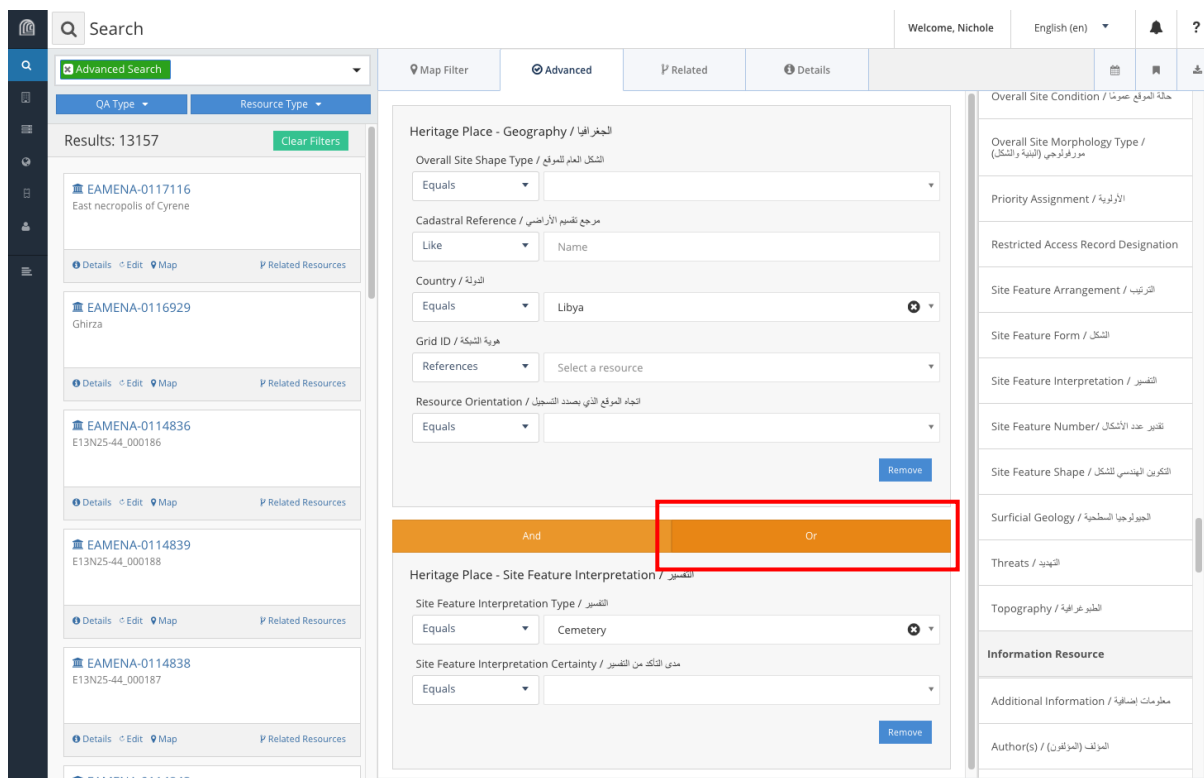 Search
Welcome, Nichole
English (en)
?
Advanced Search
Map Filter
Advanced
Related
Details
QA Type
Resource Type
Results: 13157
Clear Filters
EAMENA-0117116
East necropolis of Cyrene
Details Edit Map Related Resources
EAMENA-0116929
Ghirza
Details Edit Map Related Resources
EAMENA-0114836
E13N25-44_000186
Details Edit Map Related Resources
EAMENA-0114839
E13N25-44_000188
Details Edit Map Related Resources
EAMENA-0114838
E13N25-44_000187
Details Edit Map Related Resources
Heritage Place - Geography / الجغرافيا
Overall Site Shape Type / الشكل العام للموقع
Equals
Cadastral Reference / مرجع تقسيم الأراضي
Like Name
Country / الدولة
Equals Libya
Grid ID / هوية الشبكة
References Select a resource
Resource Orientation / اتجاه الموقع الذي بصدد التسجيل
Equals
Remove
And Or
Heritage Place - Site Feature Interpretation / التفسير
Site Feature Interpretation Type / التفسير
Equals Cemetery
Site Feature Interpretation Certainty / مدى التأكد من التفسير
Equals
Remove
Overall Site Condition / حالة الموقع عمومًا
Overall Site Morphology Type /
مورفولوجي (البنية والشكل)
Priority Assignment / الأولوية
Restricted Access Record Designation
Site Feature Arrangement / الترتيب
Site Feature Form / الشكل
Site Feature Interpretation / التفسير
Site Feature Number/ تقدير عدد الأشكال
Site Feature Shape / التكوين الهندسي للشكل
Surficial Geology / الجيولوجيا السطحية
Threats / التهديد
Topography / الطبوغرافية
Information Resource
Additional Information / معلومات إضافية
Author(s) / المؤلف (المؤلفون)